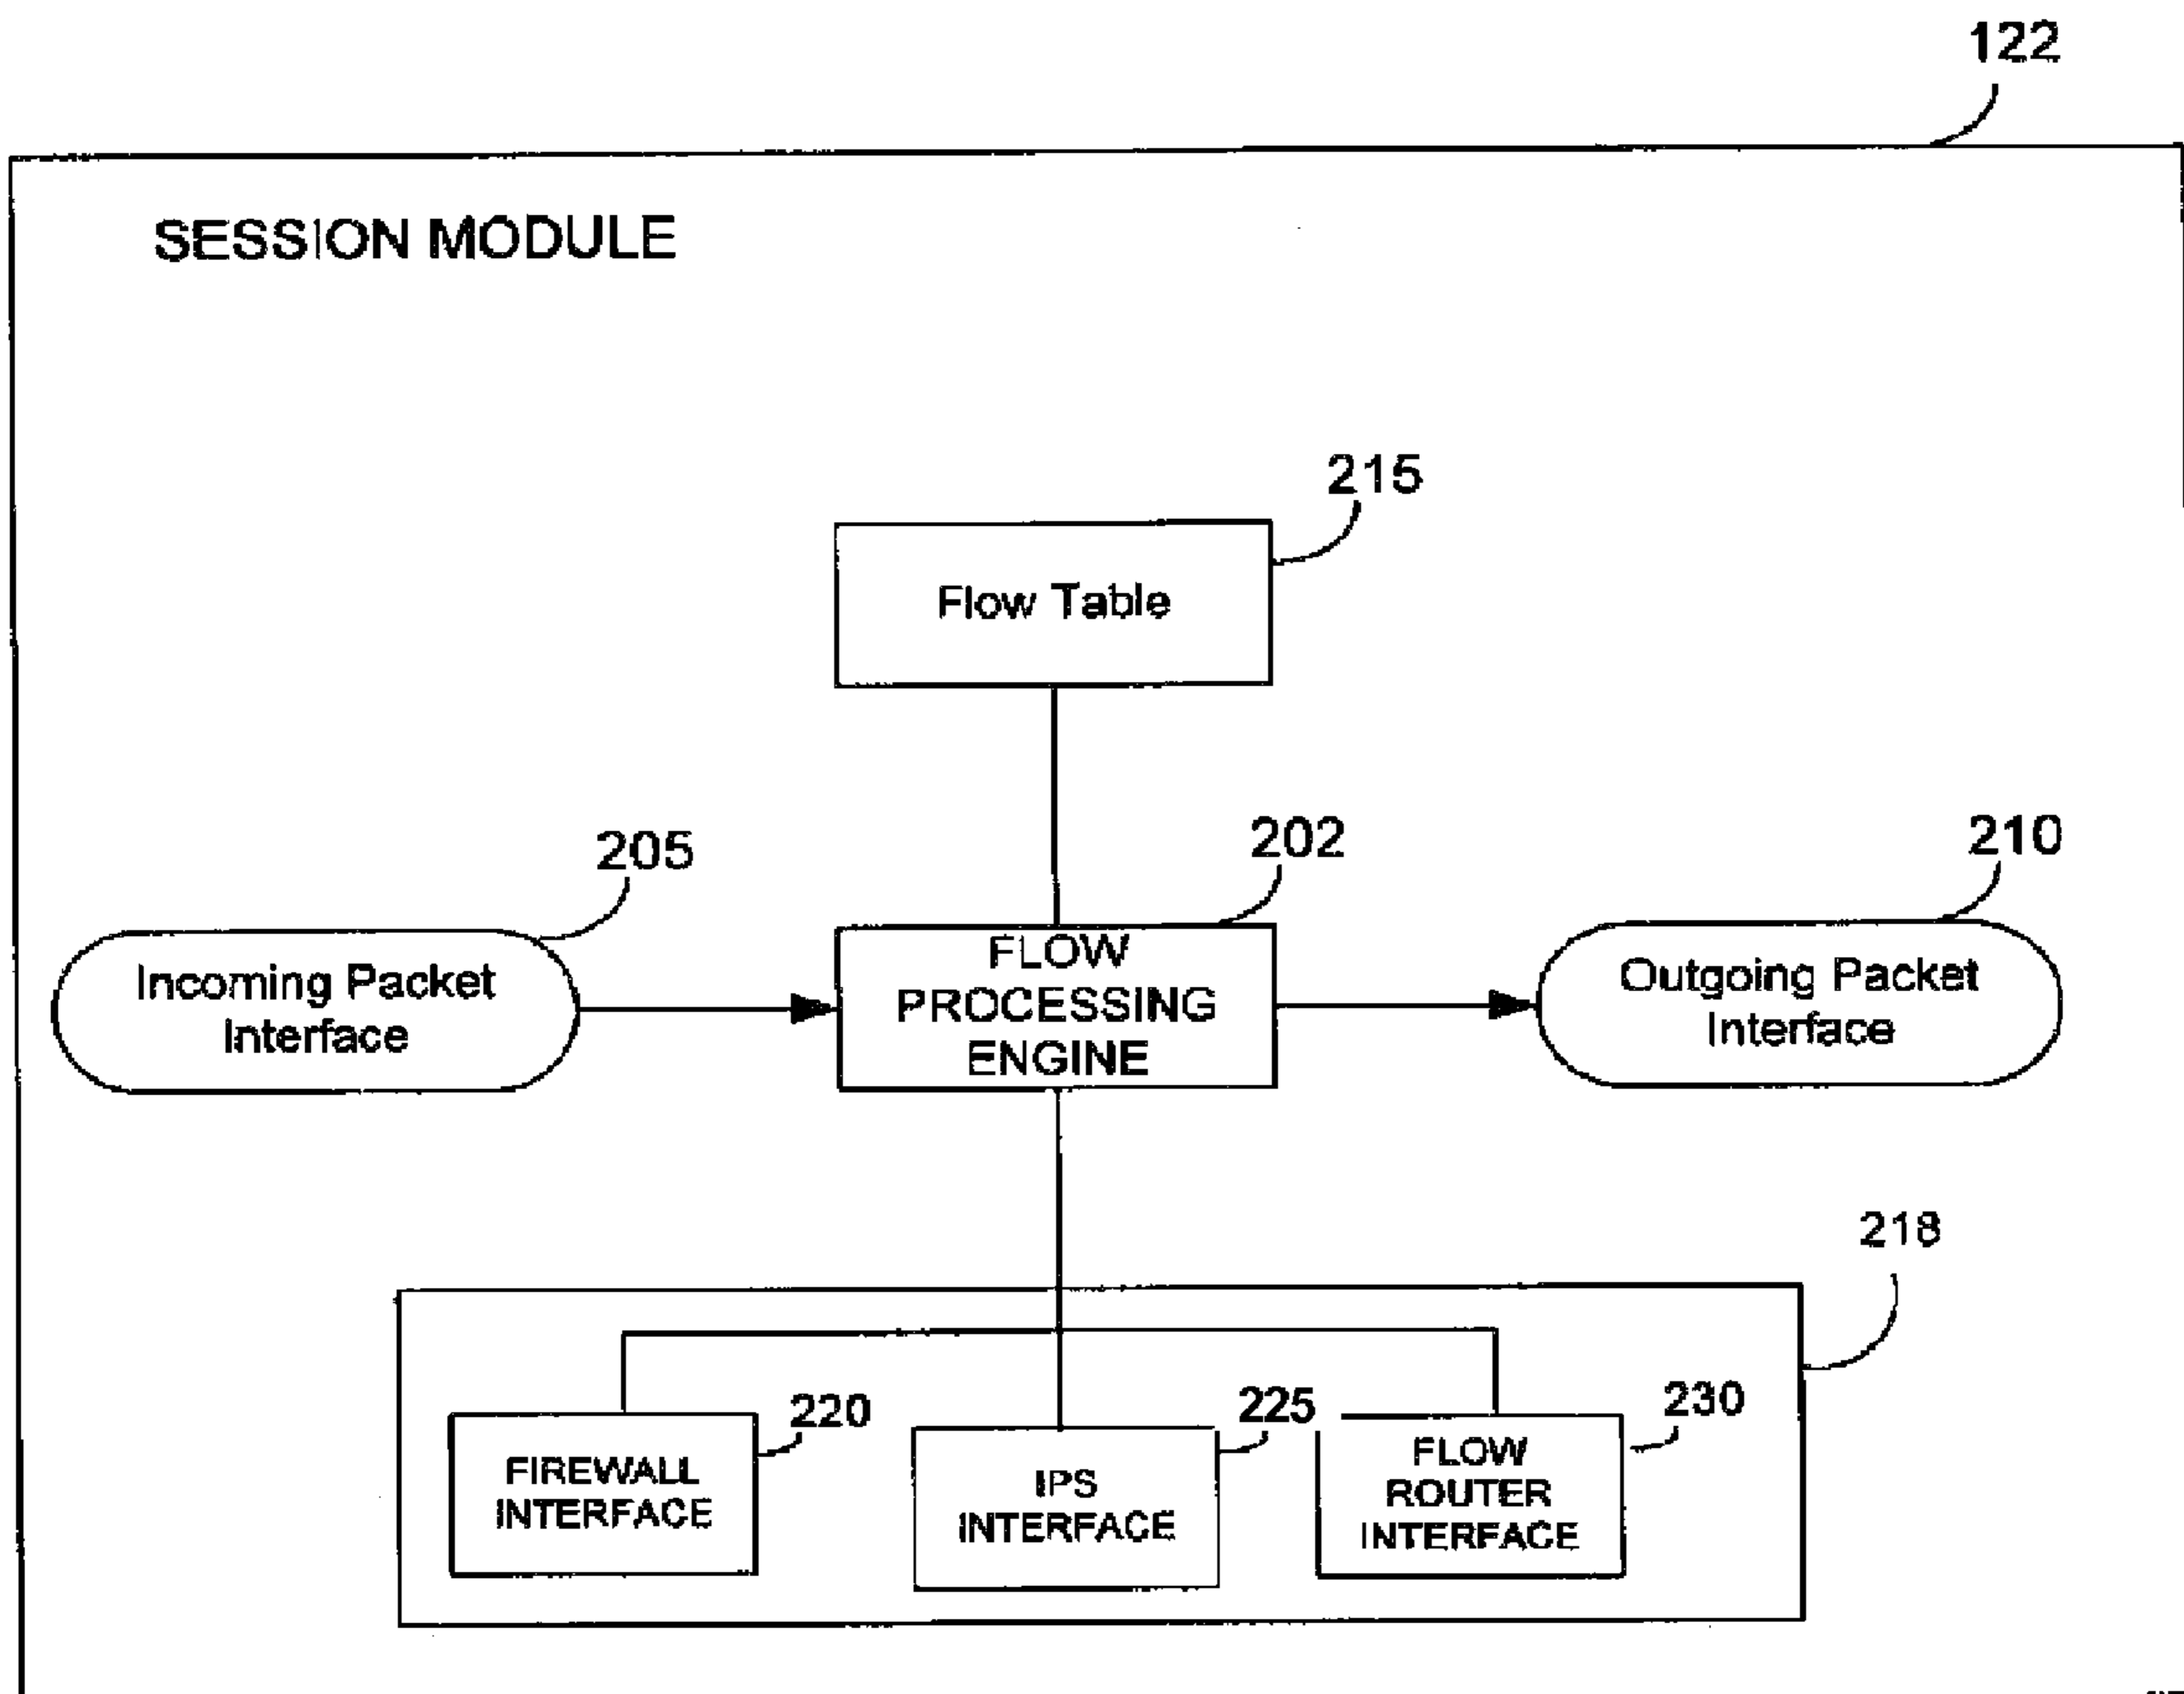 122
SESSION MODULE
215
Flow Table
205
202
210
Incoming Packet
Interface
FLOW
PROCESSING
ENGINE
Outgoing Packet
Interface
218
220
225
230
FIREWALL
INTERFACE
IPS
INTERFACE
FLOW
ROUTER
INTERFACE